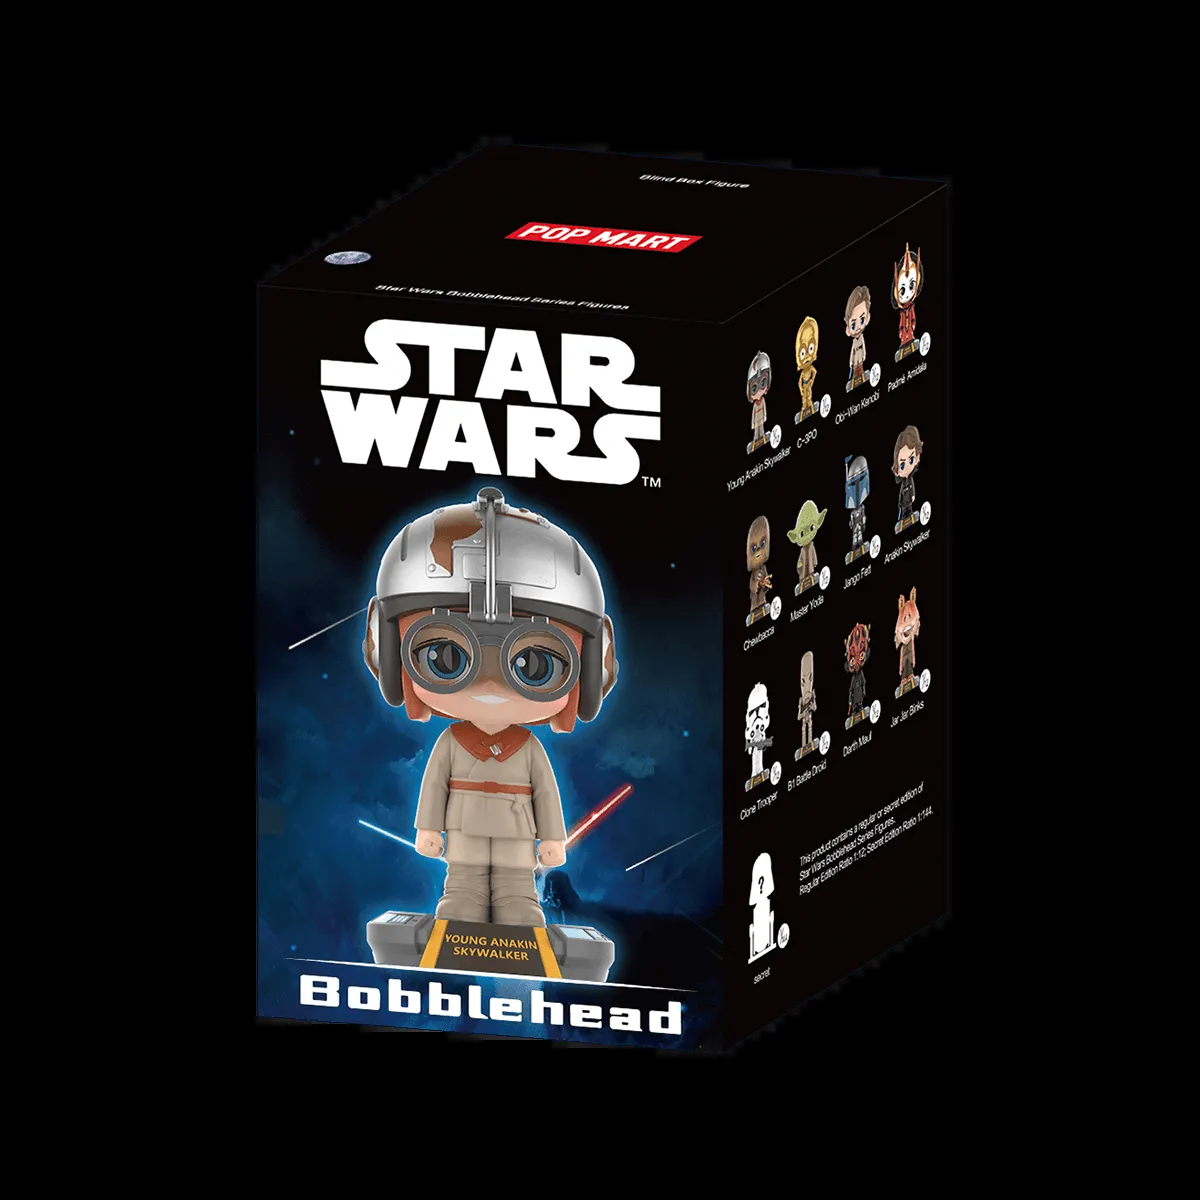 Blind Box Figure
POP MART
Star Wars Bobblehead Series Figures
STAR
WARS
TM
YOUNG ANAKIN
SKYWALKER
Bobblehead
Young Anakin Skywalker
C-3PO
Obi-Wan Kenobi
Padmé Amidala
Chewbacca
Master Yoda
Jango Fett
Anakin Skywalker
Clone Trooper
B1 Battle Droid
Darth Maul
Jar Jar Binks
This product contains a regular or secret edition of
Star Wars Bobblehead Series Figures.
Regular Edition Ratio 1:12; Secret Edition Ratio 1:144.
?
secret